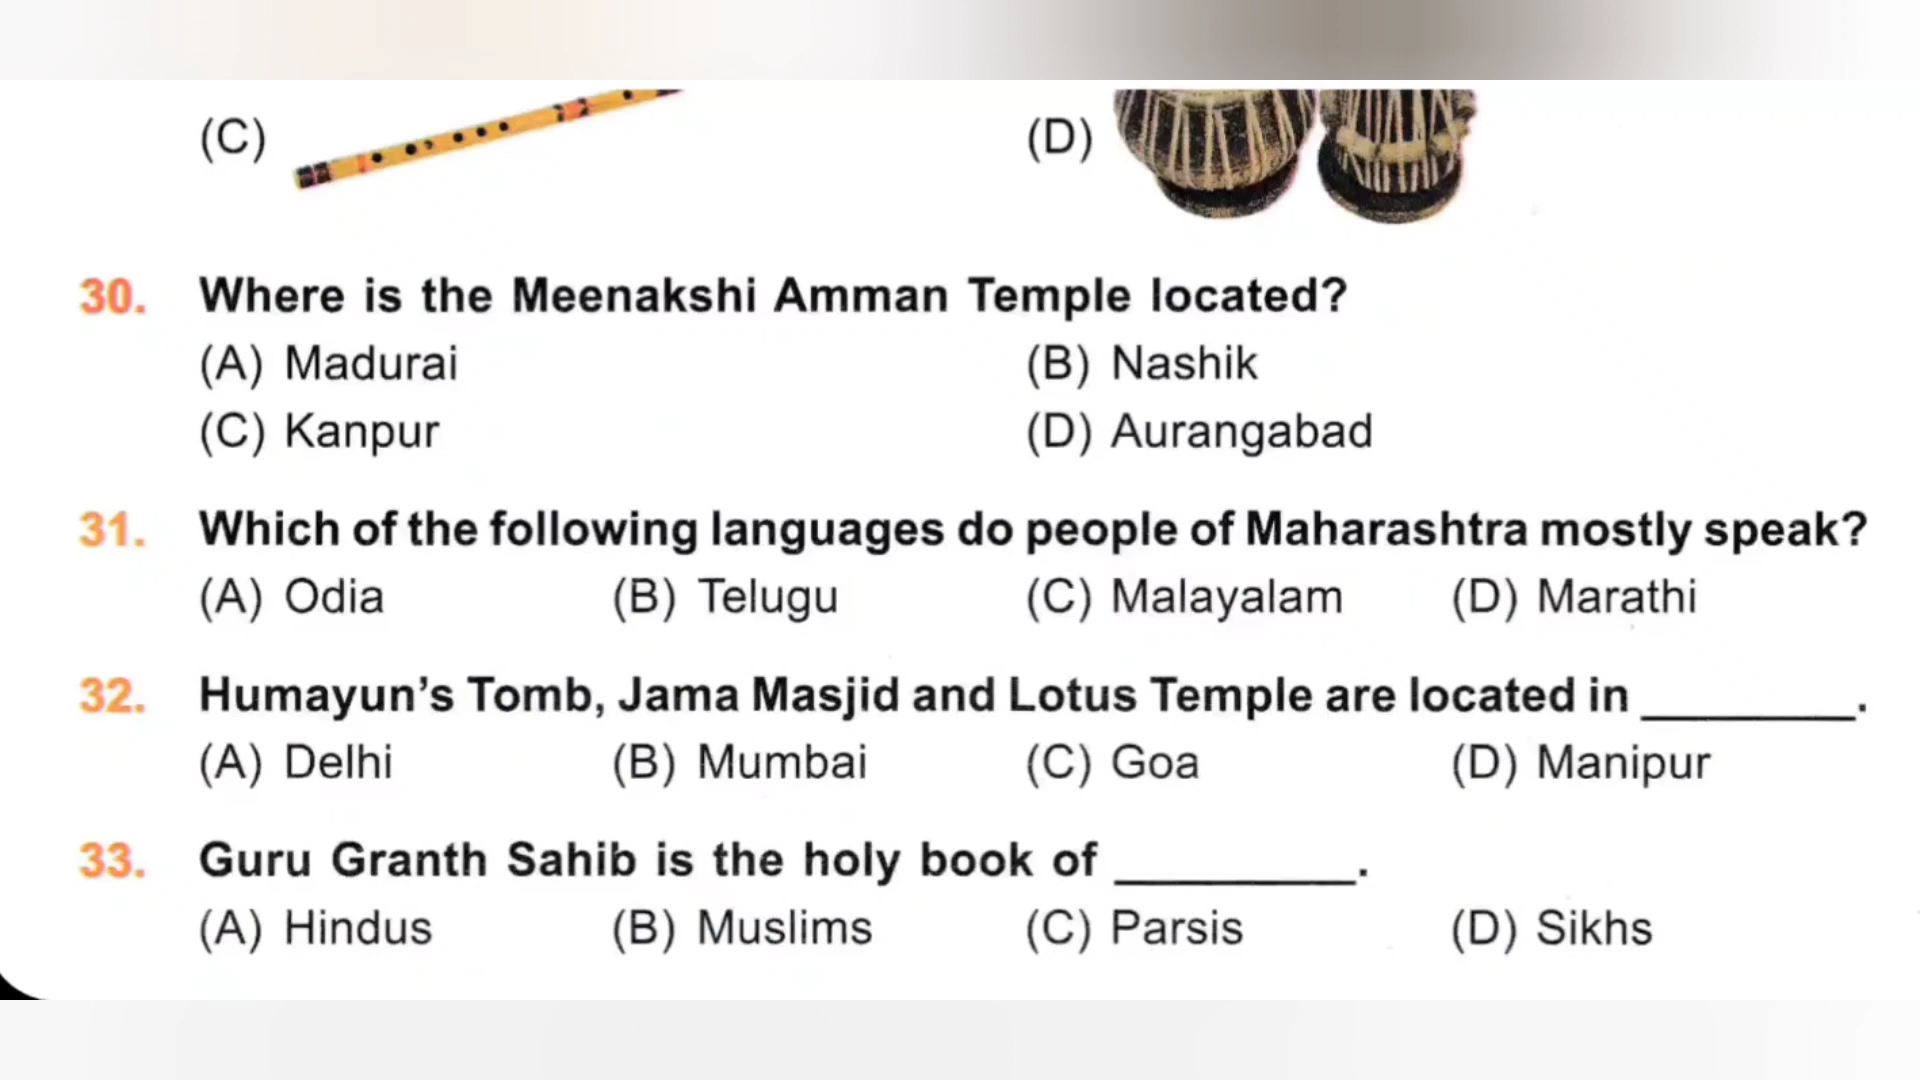 (C) (D)
30. Where is the Meenakshi Amman Temple located?
(A) Madurai (B) Nashik
(C) Kanpur (D) Aurangabad
31. Which of the following languages do people of Maharashtra mostly speak?
(A) Odia (B) Telugu (C) Malayalam (D) Marathi
32. Humayun's Tomb, Jama Masjid and Lotus Temple are located in ________.
(A) Delhi (B) Mumbai (C) Goa (D) Manipur
33. Guru Granth Sahib is the holy book of _________.
(A) Hindus (B) Muslims (C) Parsis (D) Sikhs